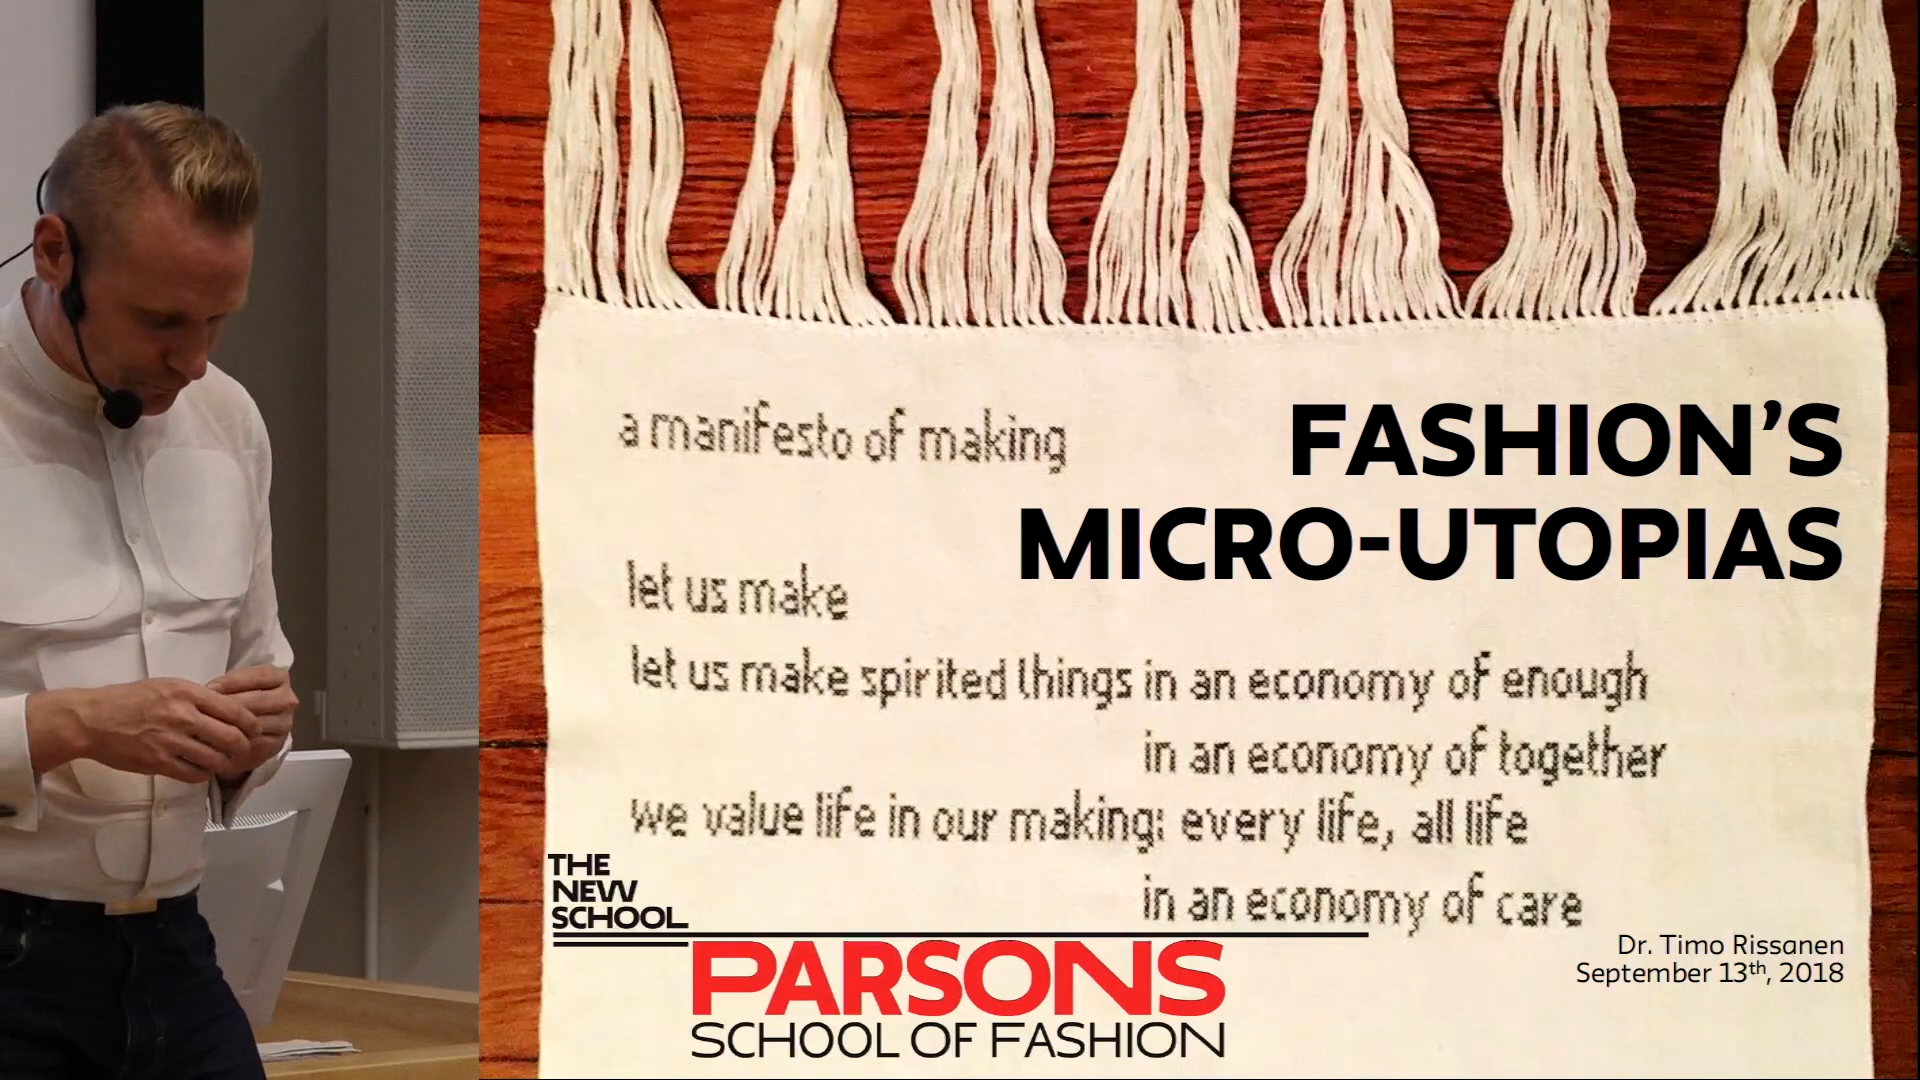 a manifesto of making
FASHION’S
MICRO-UTOPIAS
let us make
let us make spirited things in an economy of enough
in an economy of together
we value life in our making: every life, all life
in an economy of care
THE
NEW
SCHOOL
PARSONS
SCHOOL OF FASHION
Dr. Timo Rissanen
September 13th, 2018